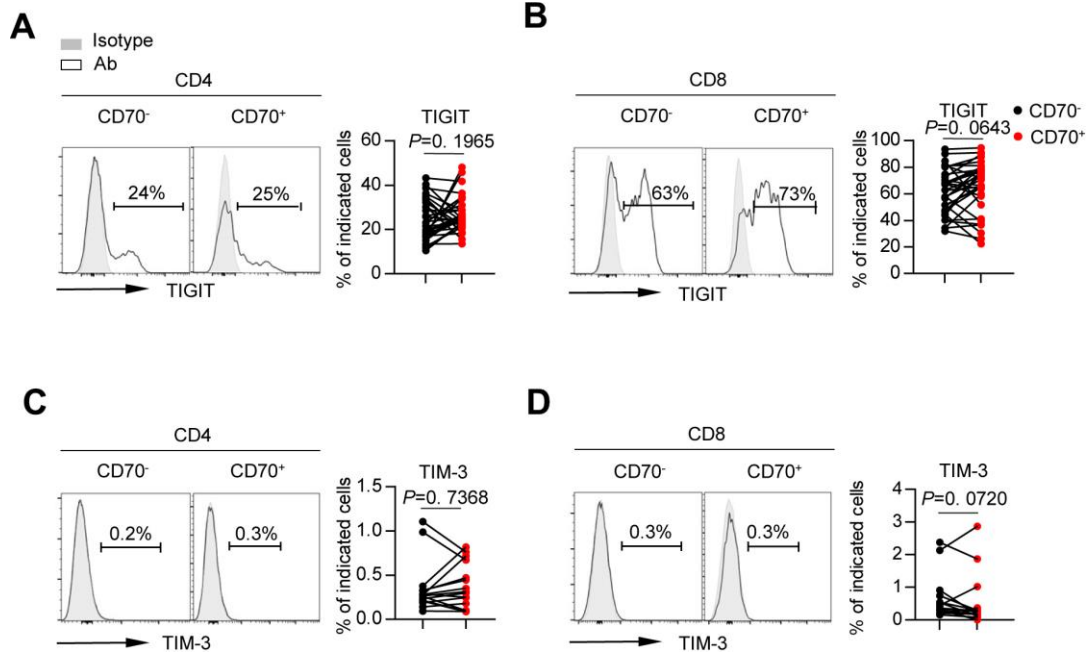 A
Isotype
Ab
CD4
CD70⁻ CD70⁺
24% 25%
TIGIT
TIGIT
P=0. 1965
% of indicated cells
60
40
20
0
B
CD8
CD70⁻ CD70⁺
63% 73%
TIGIT
TIGIT
P=0. 0643
CD70⁻
CD70⁺
% of indicated cells
100
80
60
40
20
0
C
CD4
CD70⁻ CD70⁺
0.2% 0.3%
TIM-3
TIM-3
P=0. 7368
% of indicated cells
1.5
1.0
0.5
0.0
D
CD8
CD70⁻ CD70⁺
0.3% 0.3%
TIM-3
TIM-3
P=0. 0720
% of indicated cells
4
3
2
1
0